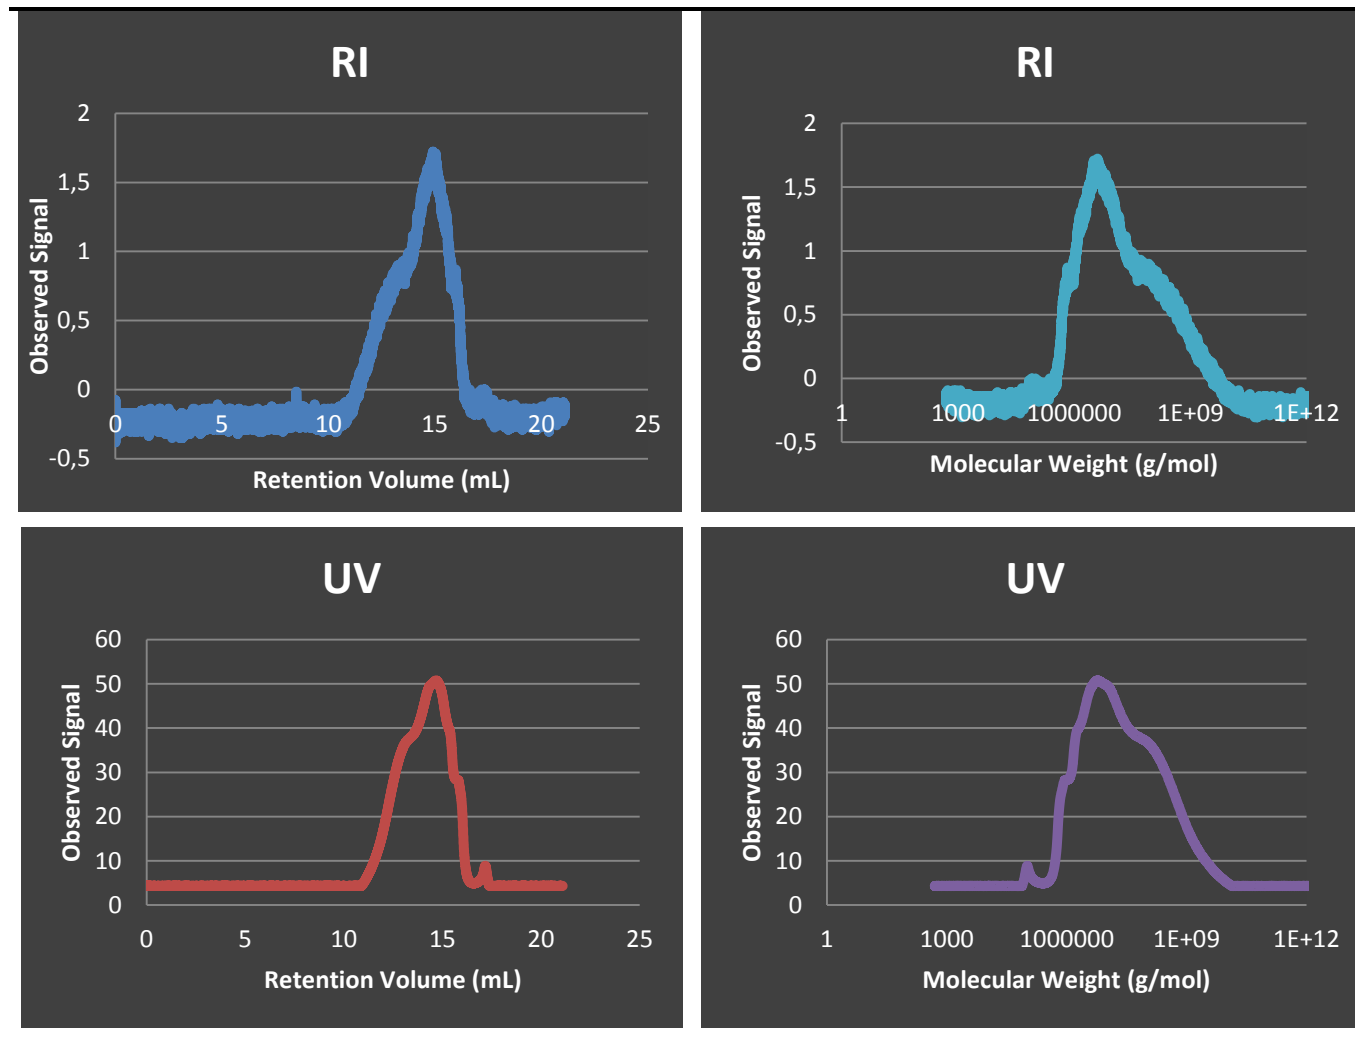 RI
2
1,5
1
0,5
0
-0,5
0 5 10 15 20 25
Observed Signal
Retention Volume (mL)
RI
2
1,5
1
0,5
0
-0,5
1 1000 1000000 1E+09 1E+12
Observed Signal
Molecular Weight (g/mol)
UV
60
50
40
30
20
10
0
0 5 10 15 20 25
Observed Signal
Retention Volume (mL)
UV
60
50
40
30
20
10
0
1 1000 1000000 1E+09 1E+12
Observed Signal
Molecular Weight (g/mol)